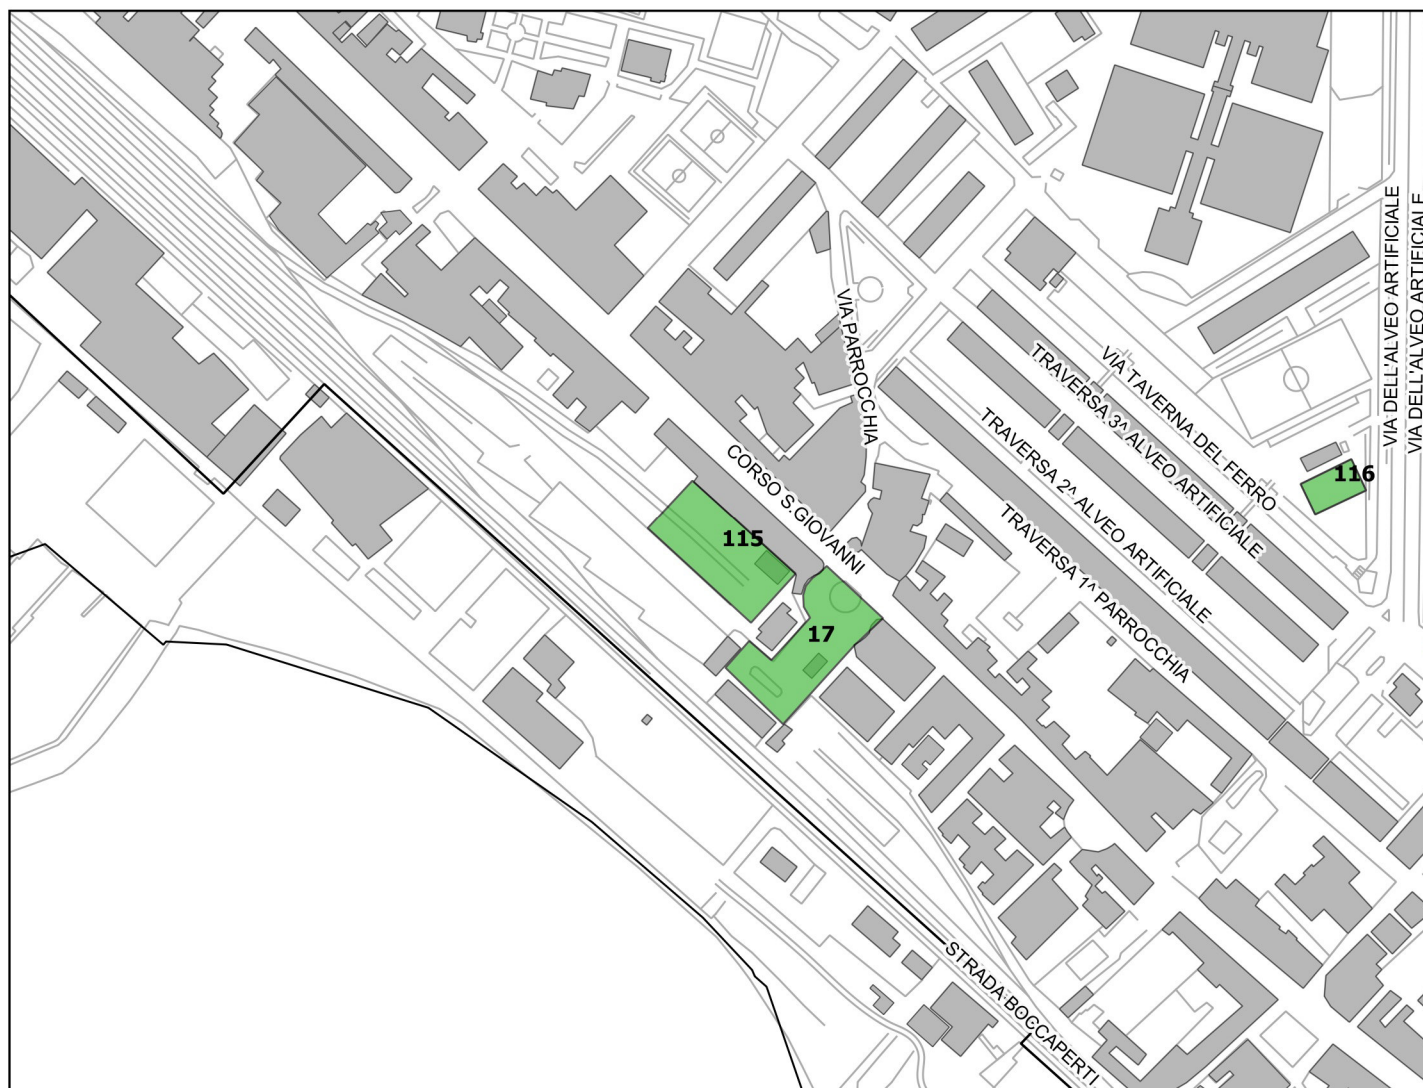 VIA DELL'ALVEO ARTIFICIALE
VIA DELL'ALVEO ARTIFICIALE
VIA PARROCCHIA
VIA TAVERNA DEL FERRO
TRAVERSA 3^ ALVEO ARTIFICIALE
TRAVERSA 2^ ALVEO ARTIFICIALE
CORSO S.GIOVANNI
TRAVERSA 1^ PARROCCHIA
116
115
17
STRADA BOCCAPERTI